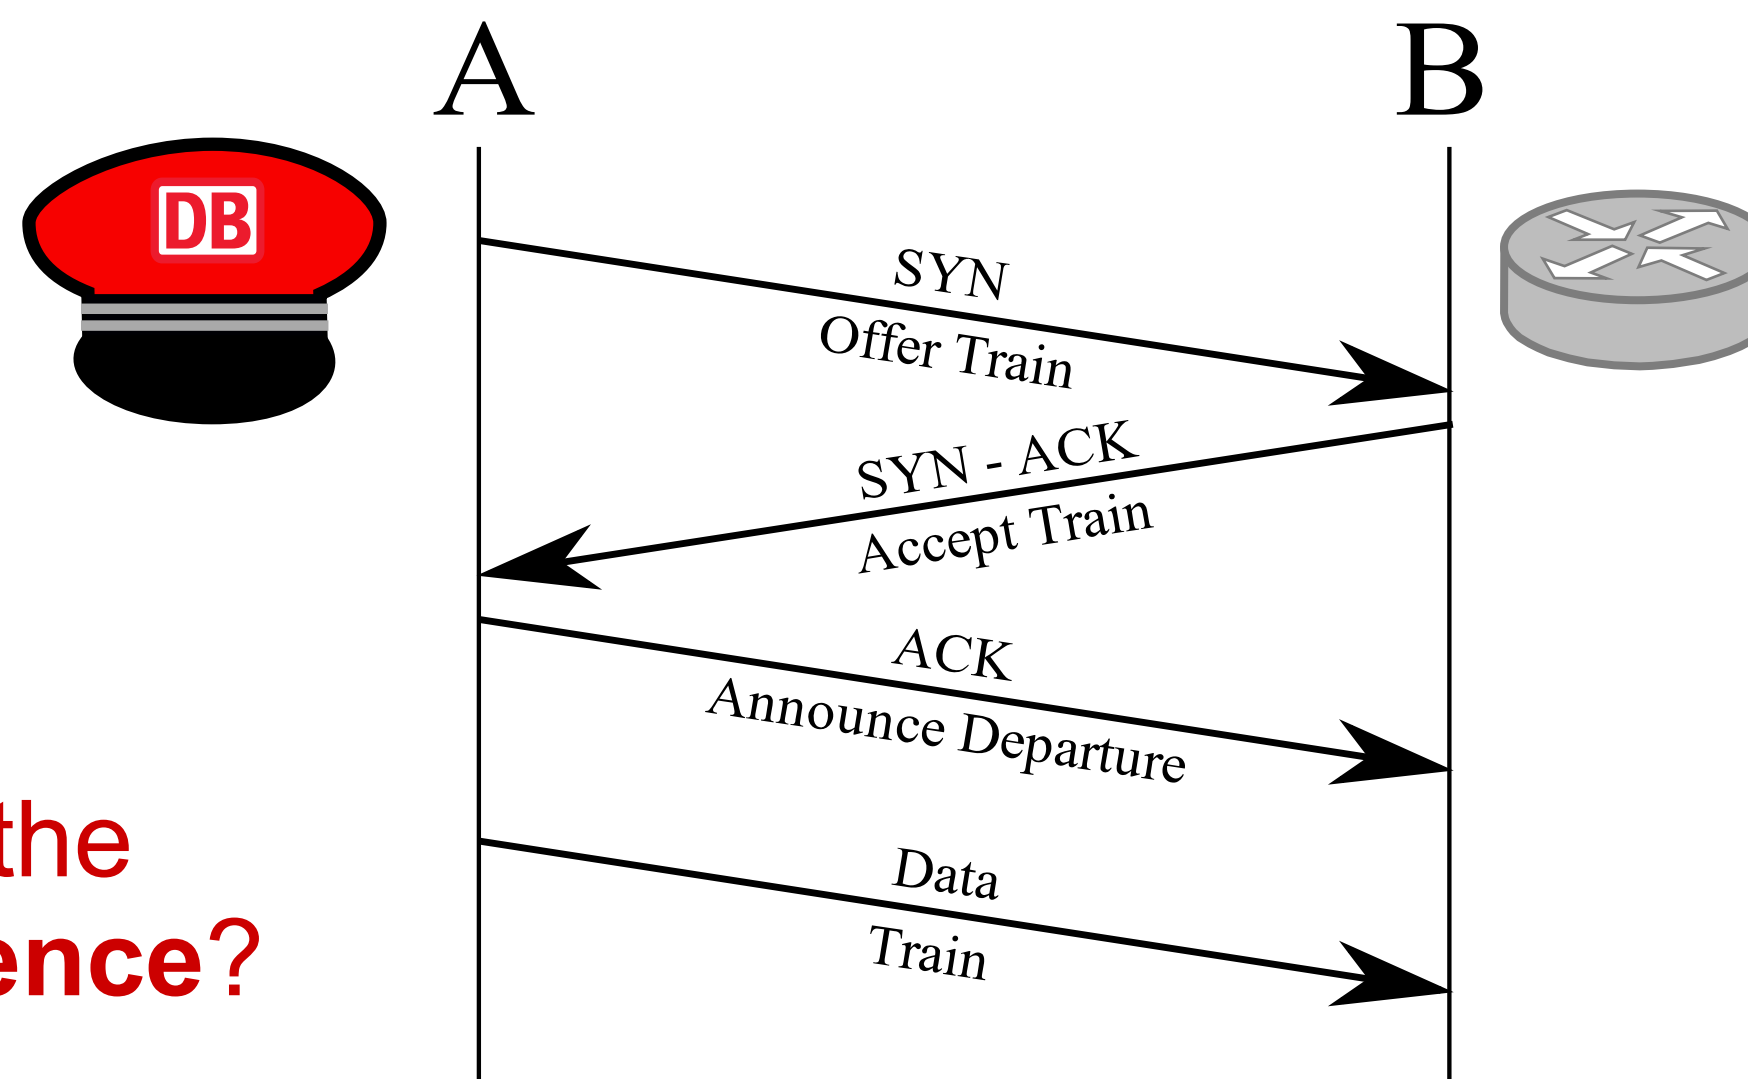 A
B
DB
SYN
Offer Train
SYN - ACK
Accept Train
ACK
Announce Departure
the
ence?
Data
Train